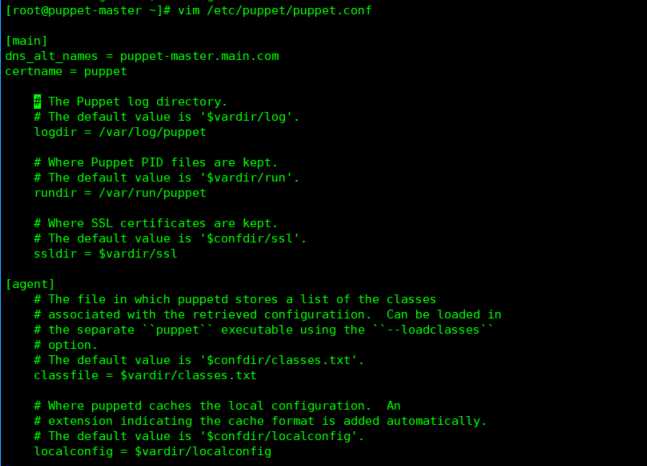 [root@puppet-master ~]# vim /etc/puppet/puppet.conf
[main]
dns_alt_names = puppet-master.main.com
certname = puppet
# The Puppet log directory.
# The default value is '$vardir/log'.
logdir = /var/log/puppet
# Where Puppet PID files are kept.
# The default value is '$vardir/run'.
rundir = /var/run/puppet
# Where SSL certificates are kept.
# The default value is '$confdir/ssl'.
ssldir = $vardir/ssl
[agent]
# The file in which puppetd stores a list of the classes
# associated with the retrieved configuratiion.  Can be loaded in
# the separate ``puppet`` executable using the ``--loadclasses``
# option.
# The default value is '$confdir/classes.txt'.
classfile = $vardir/classes.txt
# Where puppetd caches the local configuration.  An
# extension indicating the cache format is added automatically.
# The default value is '$confdir/localconfig'.
localconfig = $vardir/localconfig